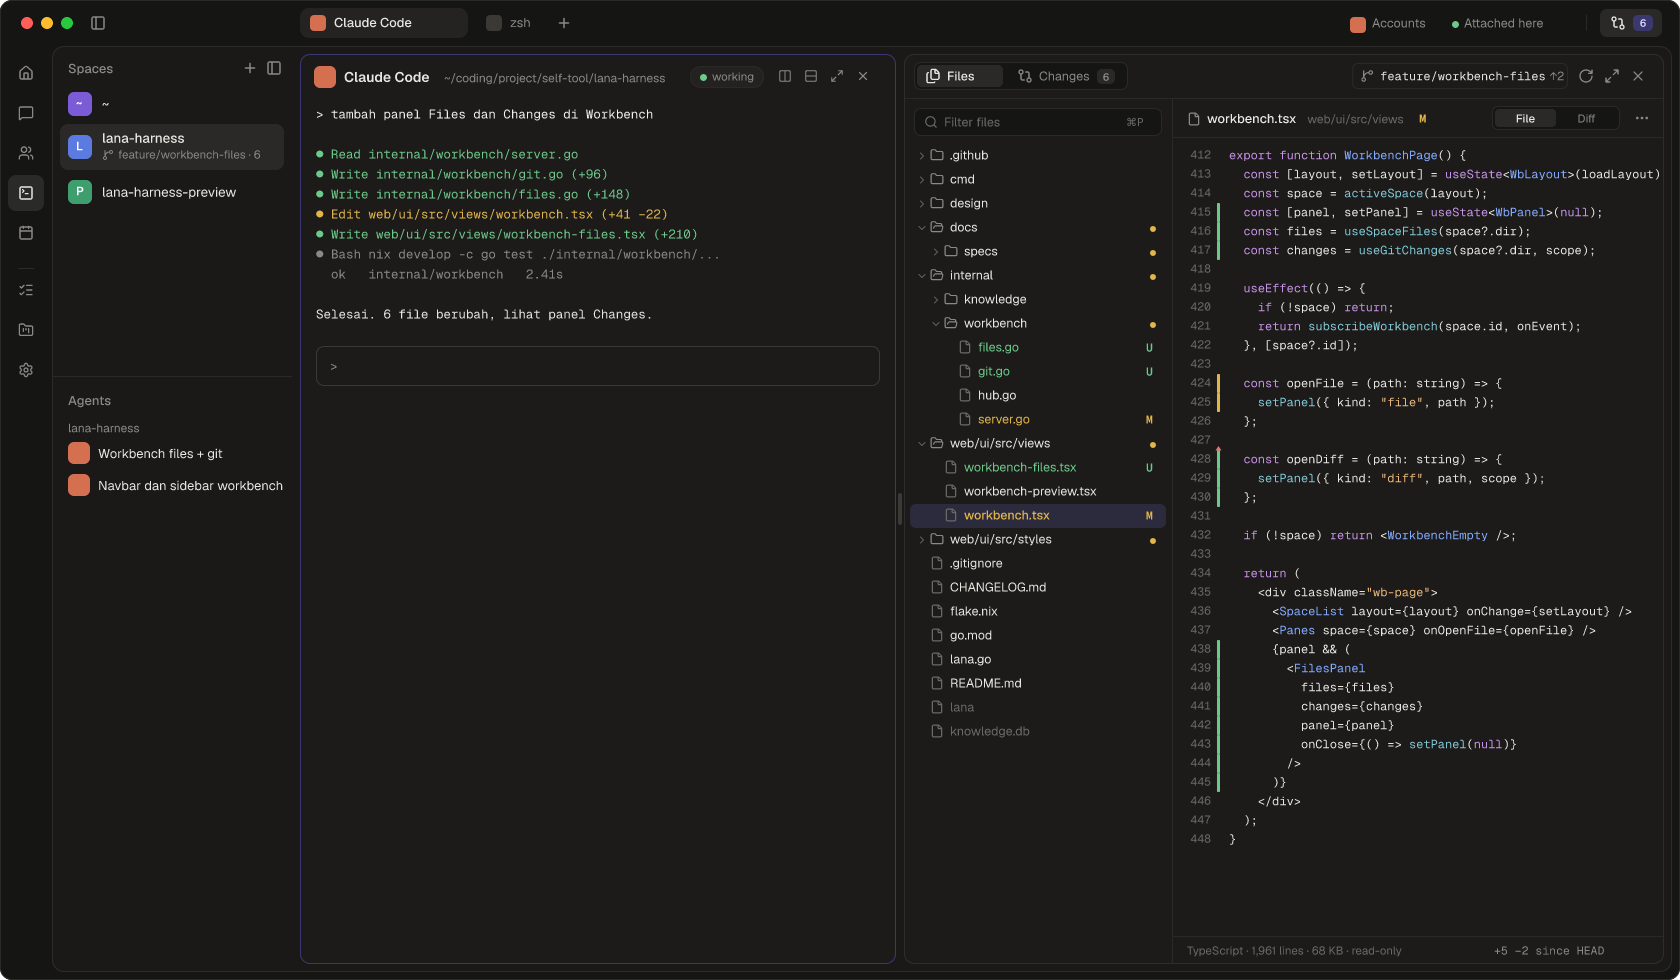 Claude Code
zsh
Accounts
Attached here
6
Spaces
~ ~
L lana-harness
feature/workbench-files · 6
P lana-harness-preview
Agents
lana-harness
Workbench files + git
Navbar dan sidebar workbench
Claude Code ~/coding/project/self-tool/lana-harness working
> tambah panel Files dan Changes di Workbench
Read internal/workbench/server.go
Write internal/workbench/git.go (+96)
Write internal/workbench/files.go (+148)
Edit web/ui/src/views/workbench.tsx (+41 −22)
Write web/ui/src/views/workbench-files.tsx (+210)
Bash nix develop -c go test ./internal/workbench/...
ok internal/workbench 2.41s
Selesai. 6 file berubah, lihat panel Changes.
>
Files
Changes 6
feature/workbench-files ↑2
Filter files ⌘P
.github
cmd
design
docs
specs
internal
knowledge
workbench
files.go U
git.go U
hub.go
server.go M
web/ui/src/views
workbench-files.tsx U
workbench-preview.tsx
workbench.tsx M
web/ui/src/styles
.gitignore
CHANGELOG.md
flake.nix
go.mod
lana.go
README.md
lana
knowledge.db
workbench.tsx web/ui/src/views M
File Diff
412 export function WorkbenchPage() {
413 const [layout, setLayout] = useState<WbLayout>(loadLayout)
414 const space = activeSpace(layout);
415 const [panel, setPanel] = useState<WbPanel>(null);
416 const files = useSpaceFiles(space?.dir);
417 const changes = useGitChanges(space?.dir, scope);
418
419 useEffect(() => {
420 if (!space) return;
421 return subscribeWorkbench(space.id, onEvent);
422 }, [space?.id]);
423
424 const openFile = (path: string) => {
425 setPanel({ kind: "file", path });
426 };
427
428 const openDiff = (path: string) => {
429 setPanel({ kind: "diff", path, scope });
430 };
431
432 if (!space) return <WorkbenchEmpty />;
433
434 return (
435 <div className="wb-page">
436 <SpaceList layout={layout} onChange={setLayout} />
437 <Panes space={space} onOpenFile={openFile} />
438 {panel && (
439 <FilesPanel
440 files={files}
441 changes={changes}
442 panel={panel}
443 onClose={() => setPanel(null)}
444 />
445 )}
446 </div>
447 );
448 }
TypeScript · 1,961 lines · 68 KB · read-only
+5 −2 since HEAD